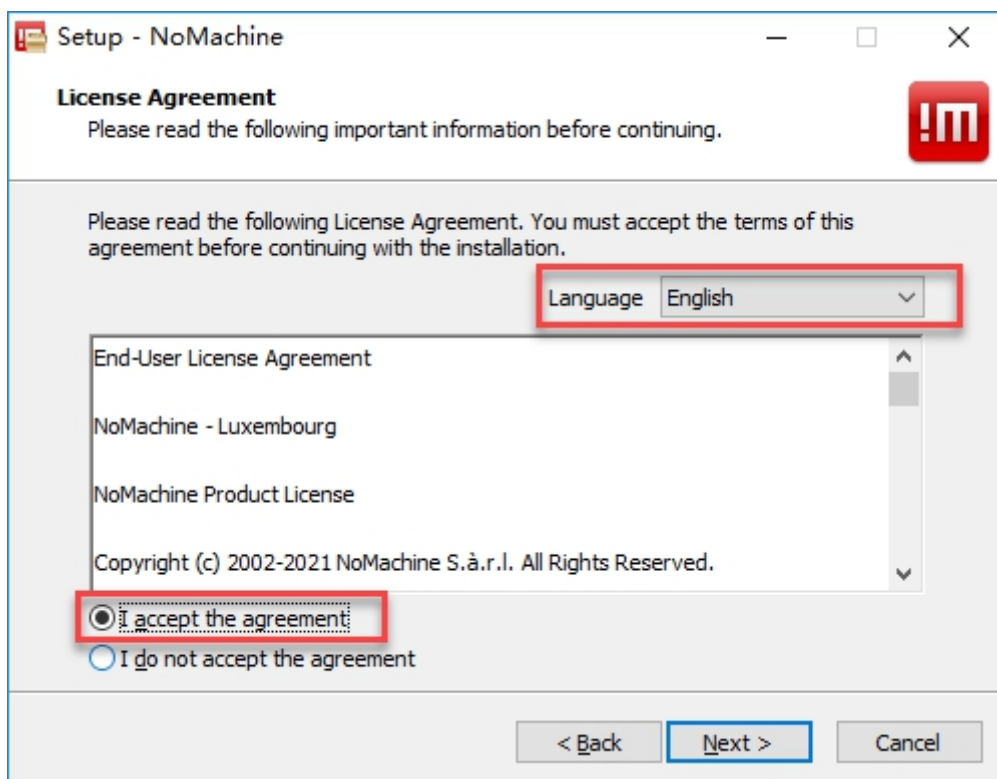 Setup - NoMachine
License Agreement
Please read the following important information before continuing.
!m
Please read the following License Agreement. You must accept the terms of this
agreement before continuing with the installation.
Language English
End-User License Agreement
NoMachine - Luxembourg
NoMachine Product License
Copyright (c) 2002-2021 NoMachine S.à.r.l. All Rights Reserved.
I accept the agreement
I do not accept the agreement
< Back Next > Cancel